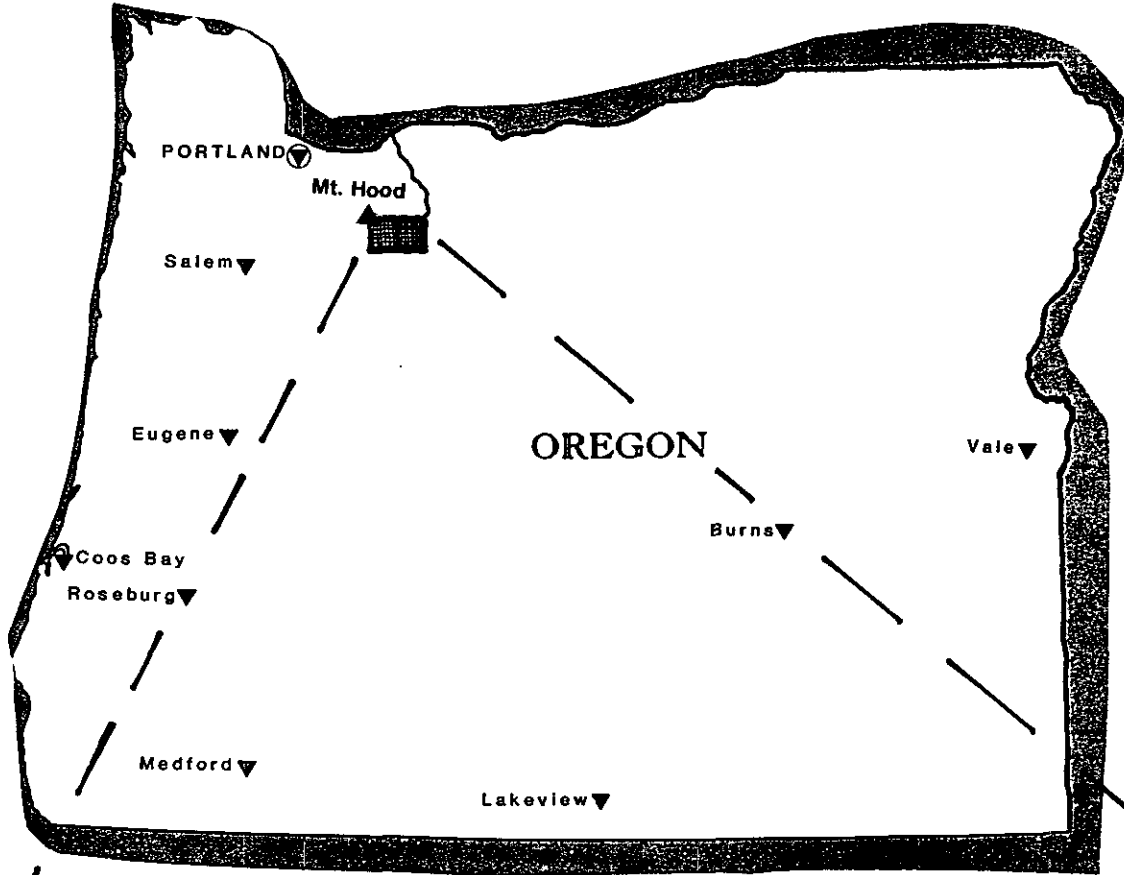 PORTLAND
Mt. Hood
Salem
Eugene
OREGON
Vale
Burns
Coos Bay
Roseburg
Medford
Lakeview